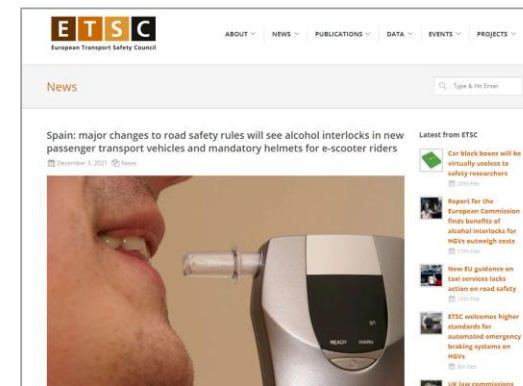 ETSC
European Transport Safety Council
ABOUT NEWS PUBLICATIONS DATA EVENTS PROJECTS
News
Type & Hit Enter
Spain: major changes to road safety rules will see alcohol interlocks in new
passenger transport vehicles and mandatory helmets for e-scooter riders
December 3, 2021 News
READY WARN
Latest from ETSC
Car black boxes will be
virtually useless to
safety researchers
Report for the
European Commission
finds benefits of
alcohol interlocks for
HGVs outweigh costs
New EU guidance on
taxi services lacks
action on road safety
ETSC welcomes higher
standards for
automated emergency
braking systems on
HGVs
UK law commissions